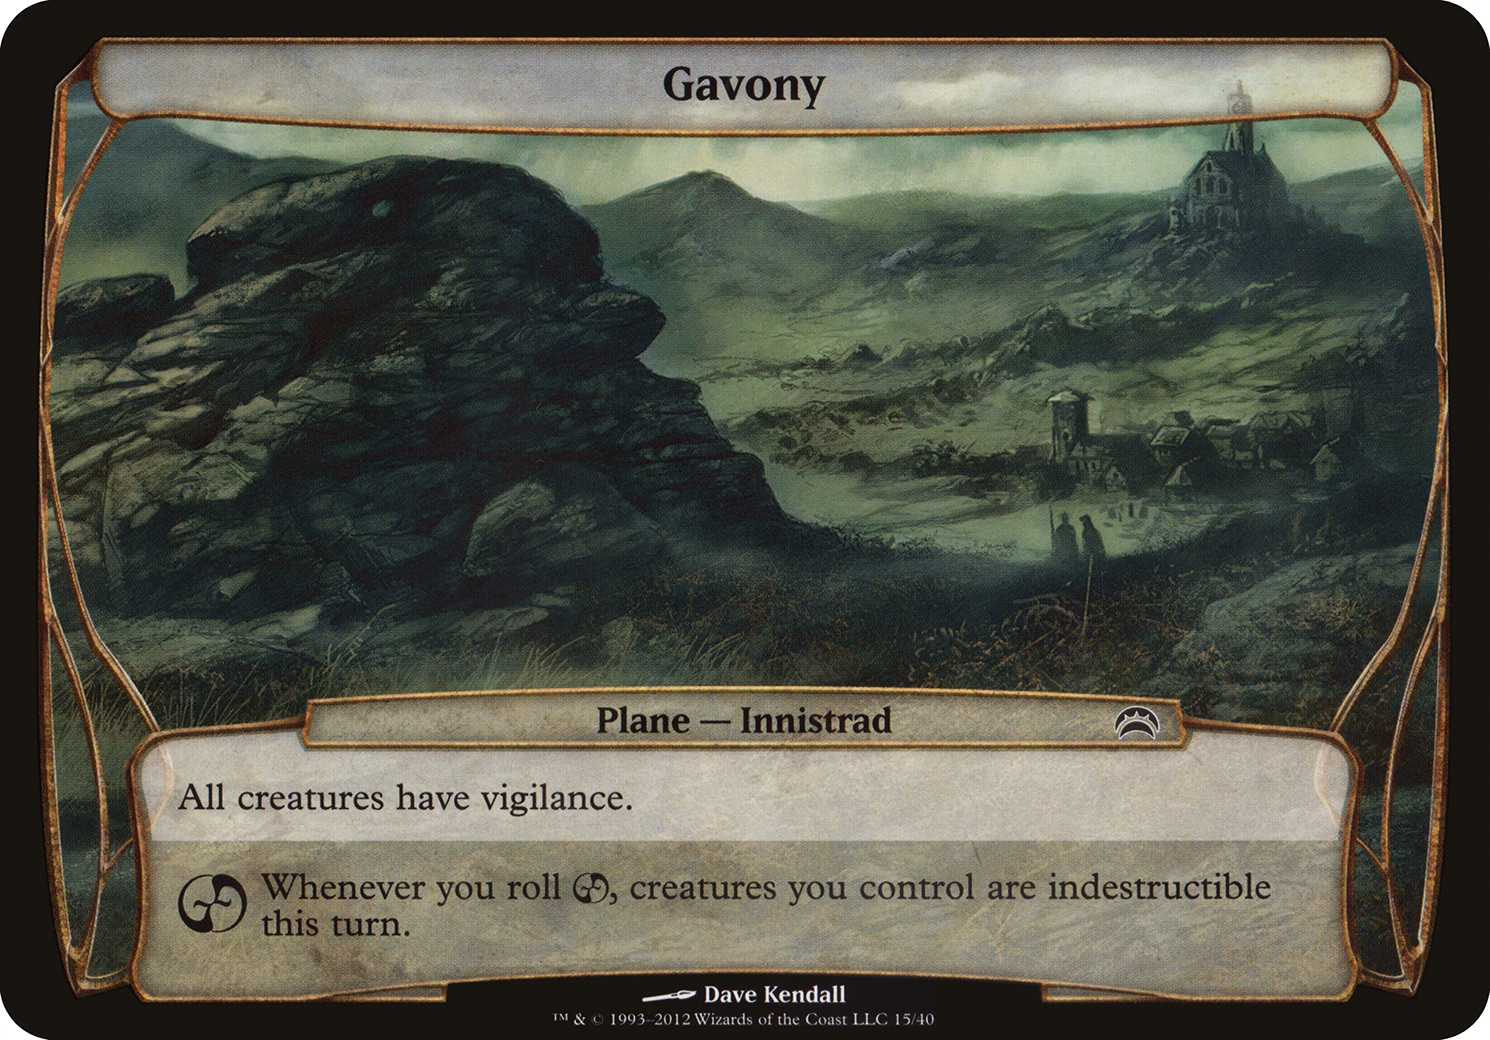 Gavony
Plane — Innistrad
All creatures have vigilance.
Whenever you roll , creatures you control are indestructible
this turn.
Dave Kendall
™ & © 1993–2012 Wizards of the Coast LLC 15/40